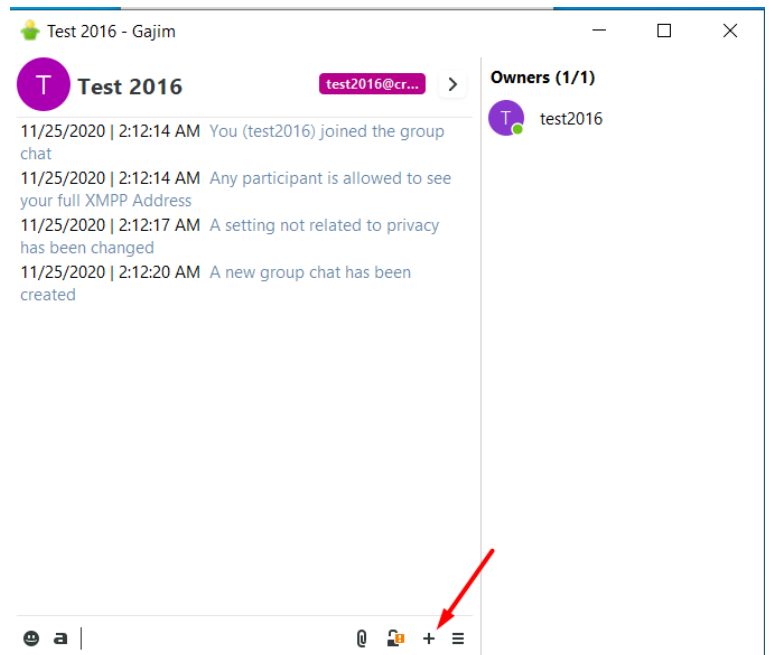 Test 2016 - Gajim
T
Test 2016
test2016@cr...
11/25/2020 | 2:12:14 AM You (test2016) joined the group
chat
11/25/2020 | 2:12:14 AM Any participant is allowed to see
your full XMPP Address
11/25/2020 | 2:12:17 AM A setting not related to privacy
has been changed
11/25/2020 | 2:12:20 AM A new group chat has been
created
a
Owners (1/1)
T
test2016